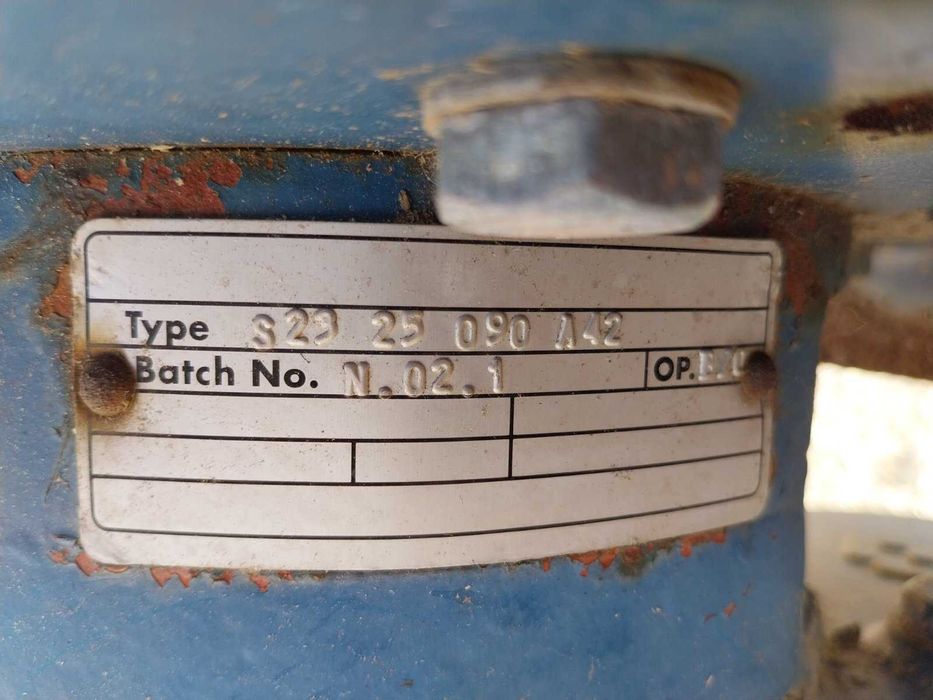 Type S23 25 090 A42
Batch No. N.02.1 OP.